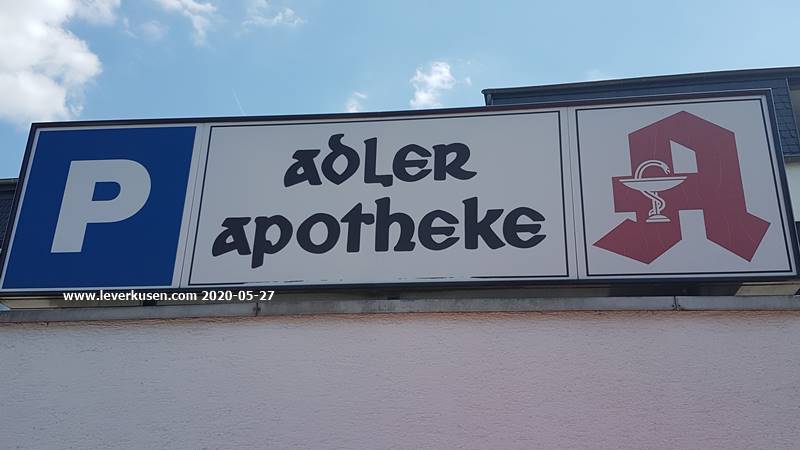 P
adler
apotheke
A
www.leverkusen.com 2020-05-27